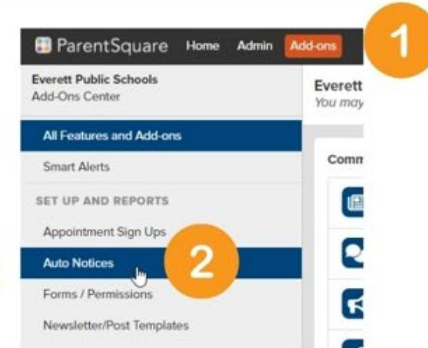 ParentSquare Home Admin Add-ons
1
Everett Public Schools
Add-Ons Center
Everett
You may
All Features and Add-ons
Smart Alerts
Comm
SET UP AND REPORTS
Appointment Sign Ups
Auto Notices
2
Forms / Permissions
Newsletter/Post Templates